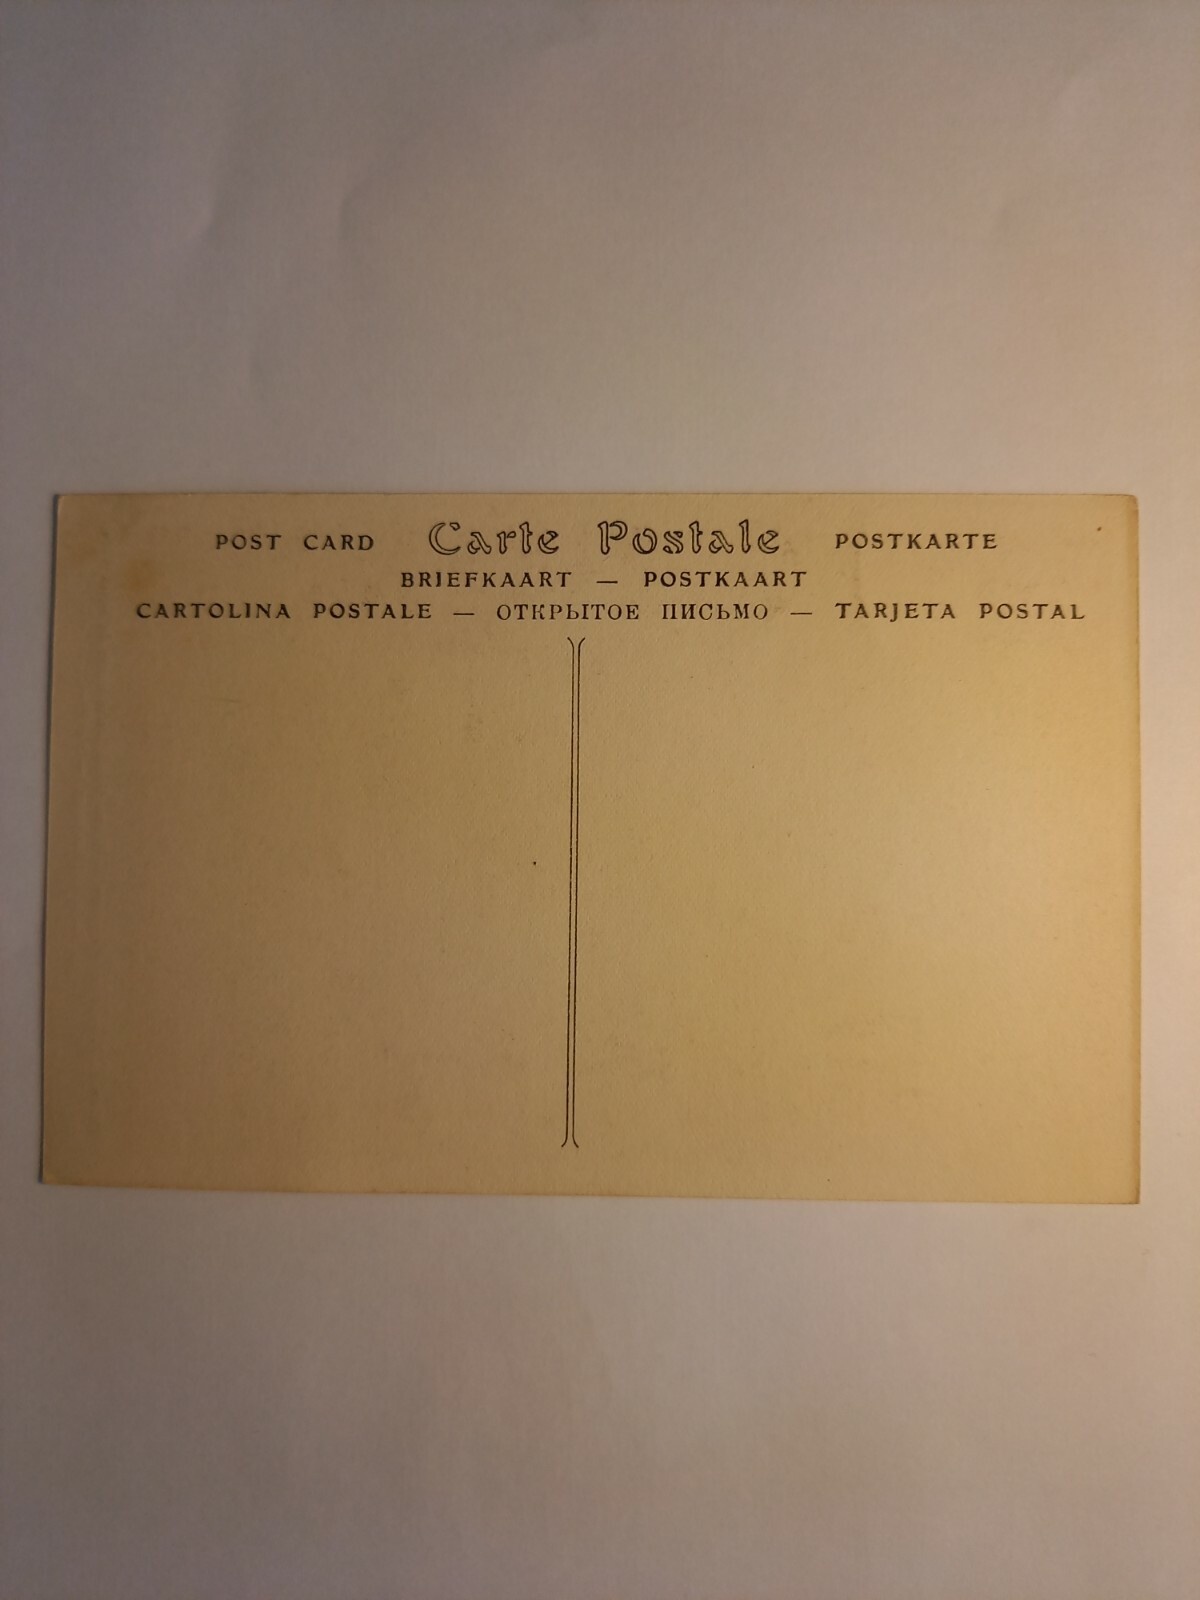 POST CARD Carte Postale POSTKARTE
BRIEFKAART — POSTKAART
CARTOLINA POSTALE — ОТКРЫТОЕ ПИСЬМО — TARJETA POSTAL